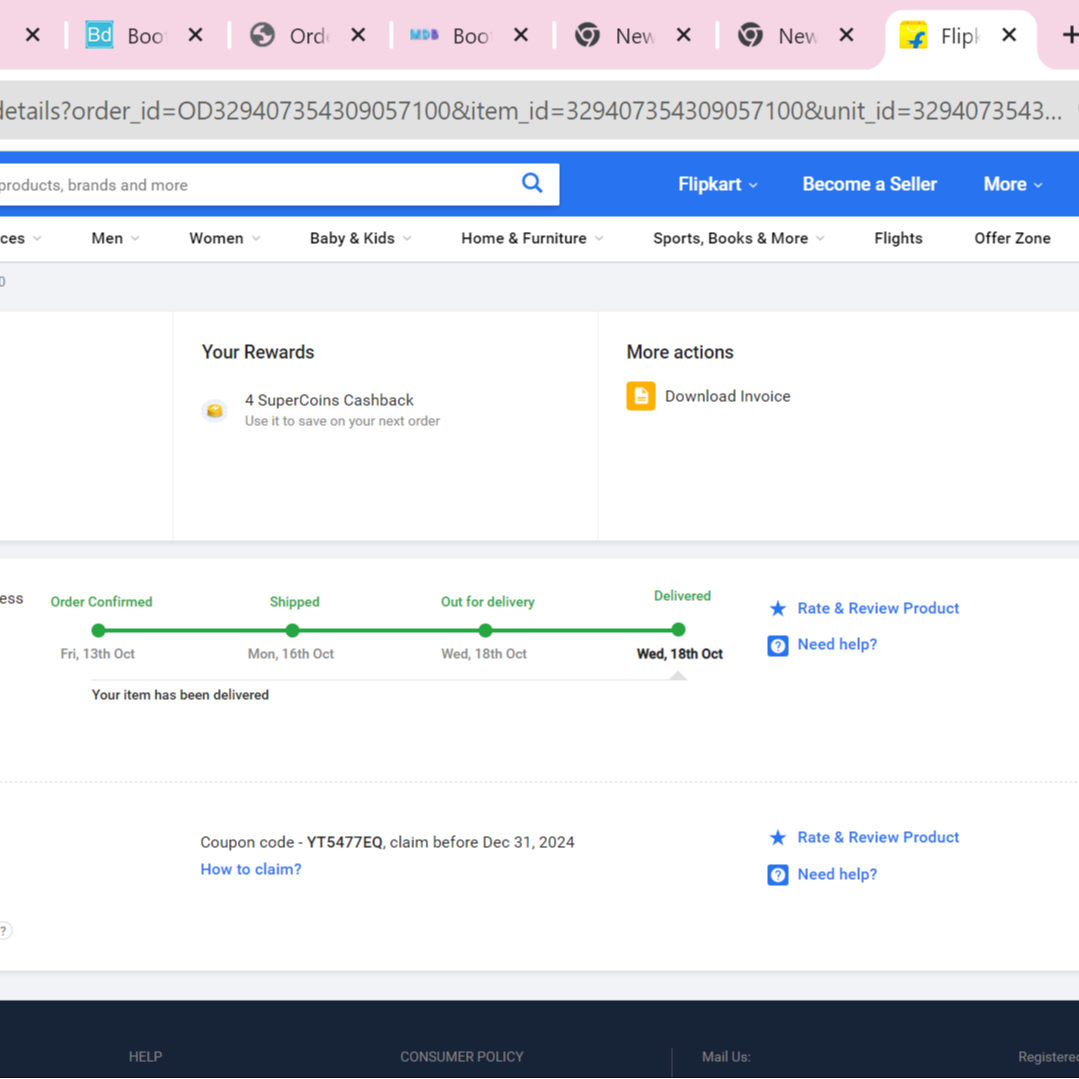 Bd Boo Ord MDB Boo New New Flip
details?order_id=OD329407354309057100&item_id=329407354309057100&unit_id=3294073543...
products, brands and more
Flipkart Become a Seller More
ces Men Women Baby & Kids Home & Furniture Sports, Books & More Flights Offer Zone
0
Your Rewards
4 SuperCoins Cashback
Use it to save on your next order
More actions
Download Invoice
ess
Order Confirmed Shipped Out for delivery Delivered
Fri, 13th Oct Mon, 16th Oct Wed, 18th Oct Wed, 18th Oct
Your item has been delivered
Rate & Review Product
Need help?
Coupon code - YT5477EQ, claim before Dec 31, 2024
How to claim?
Rate & Review Product
Need help?
?
HELP CONSUMER POLICY Mail Us: Registered